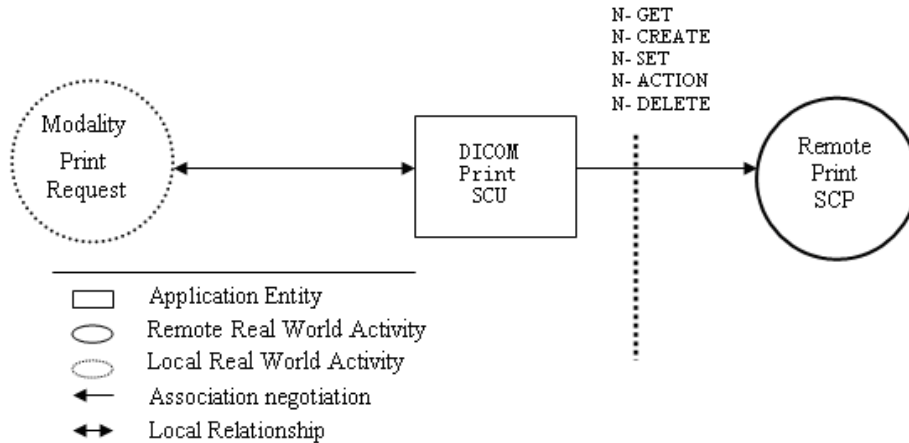 N- GET
N- CREATE
N- SET
N- ACTION
N- DELETE
Modality
Print
Request
DICOM
Print
SCU
Remote
Print
SCP
Application Entity
Remote Real World Activity
Local Real World Activity
Association negotiation
Local Relationship